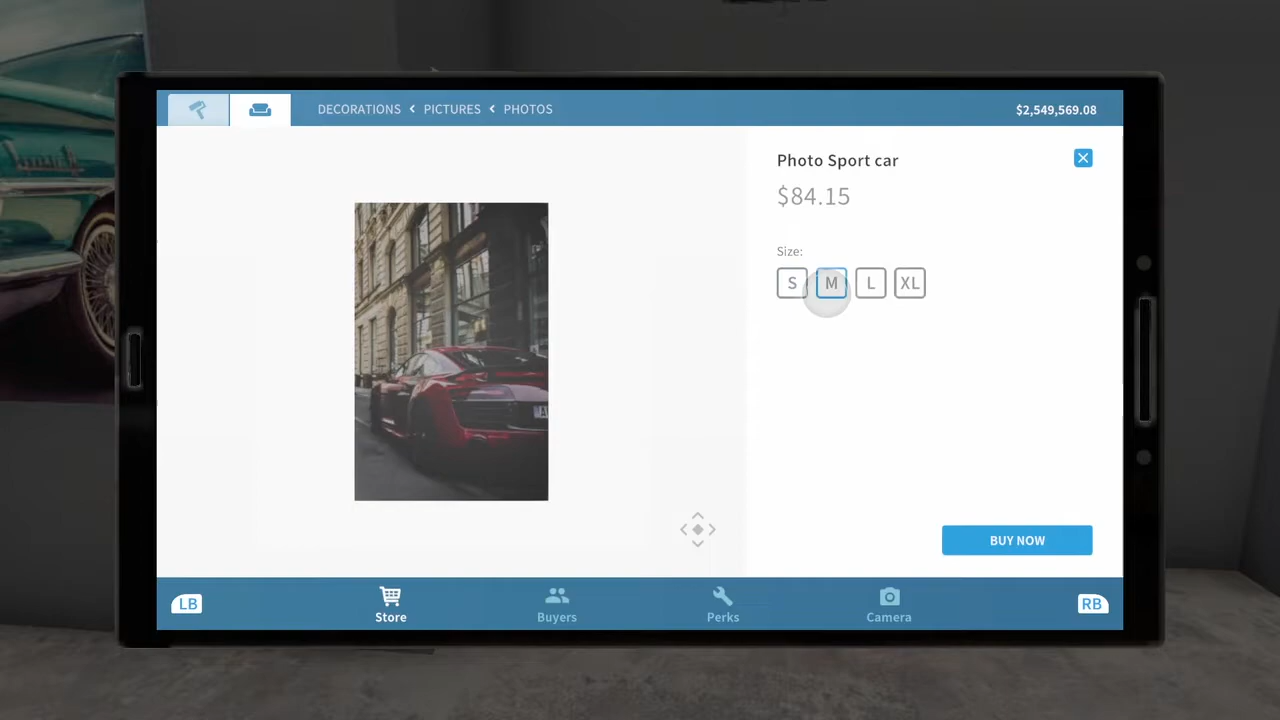 DECORATIONS < PICTURES < PHOTOS
$2,549,569.08
Photo Sport car
$84.15
Size:
S M L XL
BUY NOW
LB
Store
Buyers
Perks
Camera
RB